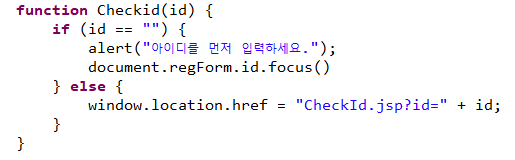 function Checkid(id) {
    if (id == "") {
        alert("아이디를 먼저 입력하세요.");
        document.regForm.id.focus()
    } else {
        window.location.href = "CheckId.jsp?id=" + id;
    }
}